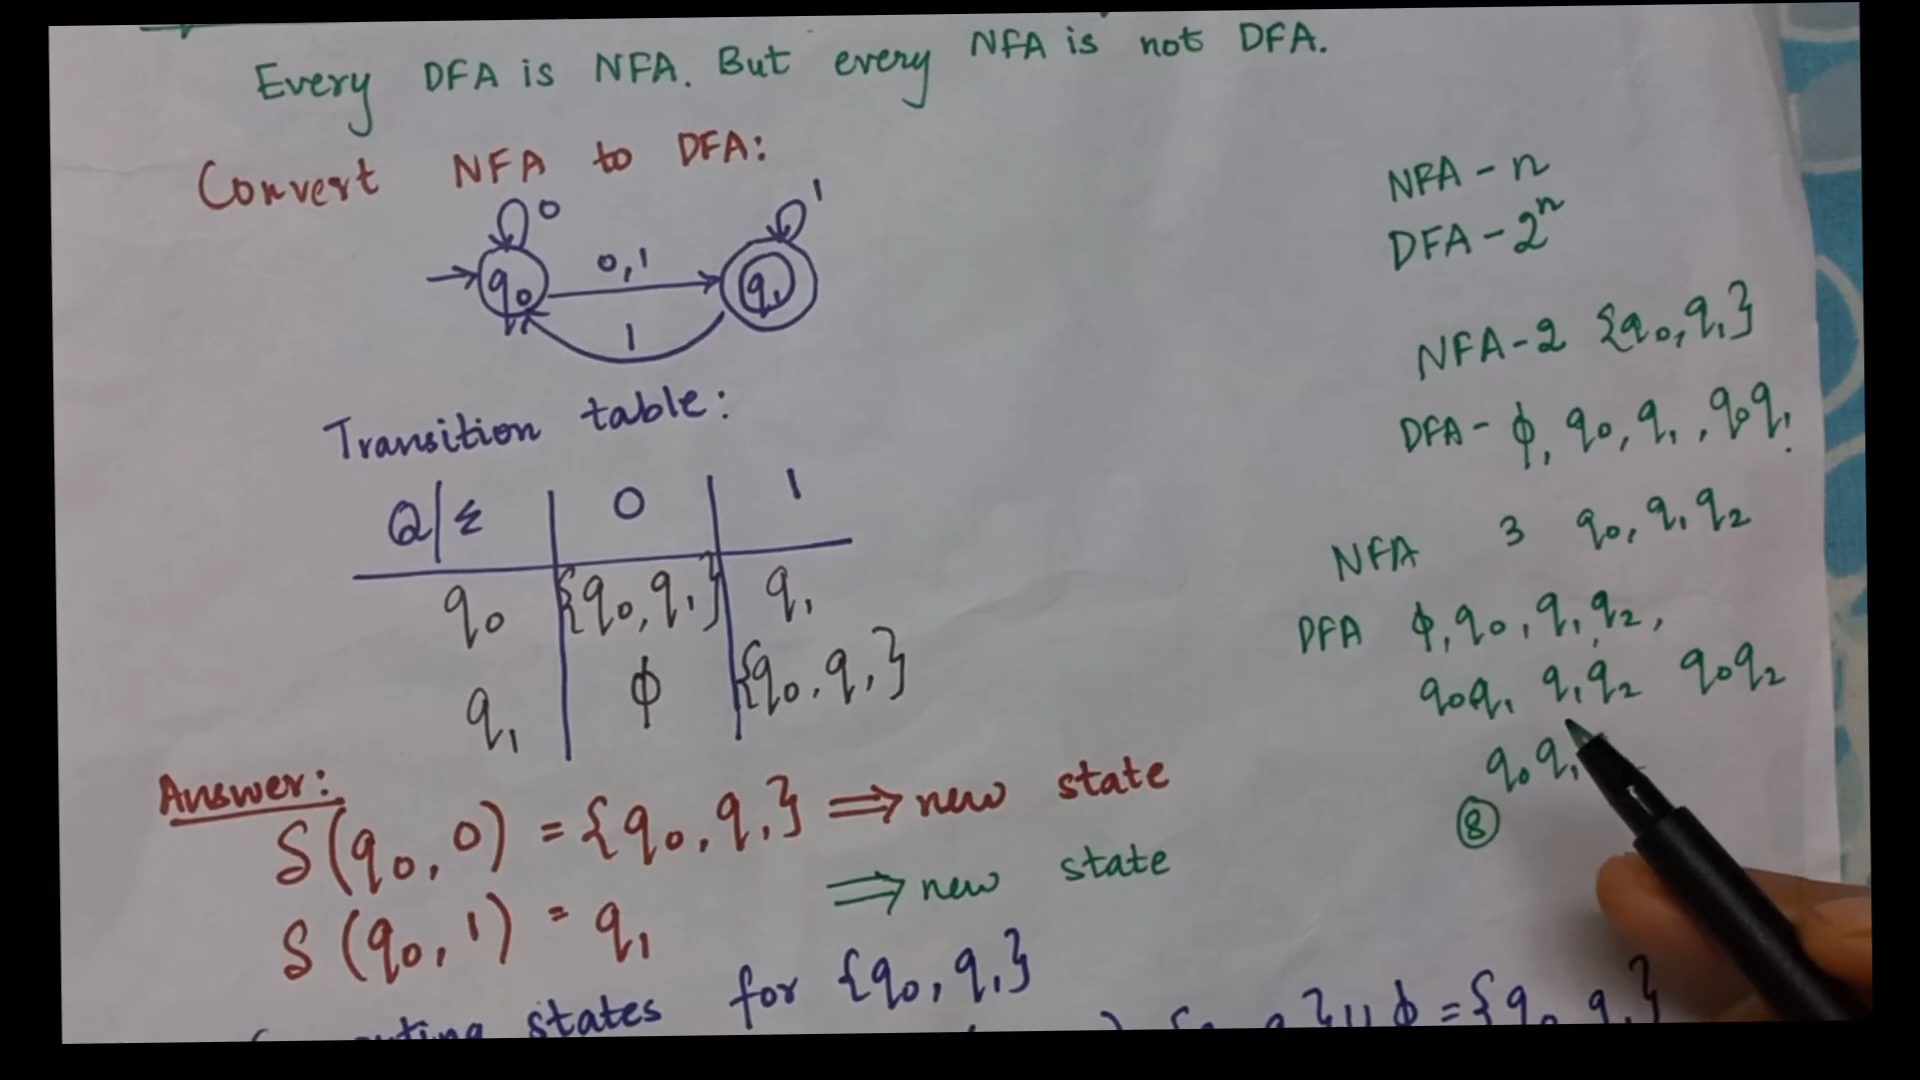 Every DFA is NFA. But every NFA is not DFA.
Convert NFA to DFA:
0
1
q0
0,1
q1
1
Transition table:
Q/Σ 0 1
q0 {q0,q1} q1
q1 ϕ {q0,q1}
Answer:
δ(q0,0) = {q0,q1} ⇒ new state
δ(q0,1) = q1 ⇒ new state
states for {q0,q1}
} ∪ ϕ = {q0 q1}
NFA - n
DFA - 2ⁿ
NFA - 2 {q0,q1}
DFA - ϕ, q0, q1, q0q1.
NFA 3 q0, q1 q2
DFA ϕ, q0, q1, q2,
q0q1 q1q2 q0q2
q0q1
8